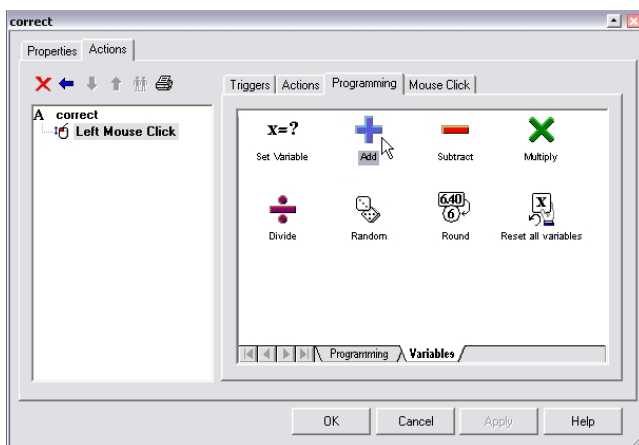 correct
Properties Actions
Triggers Actions Programming Mouse Click
A correct
Left Mouse Click
x=?
Set Variable Add Subtract Multiply
6.40
6
X
Divide Random Round Reset all variables
Programming Variables
OK Cancel Apply Help